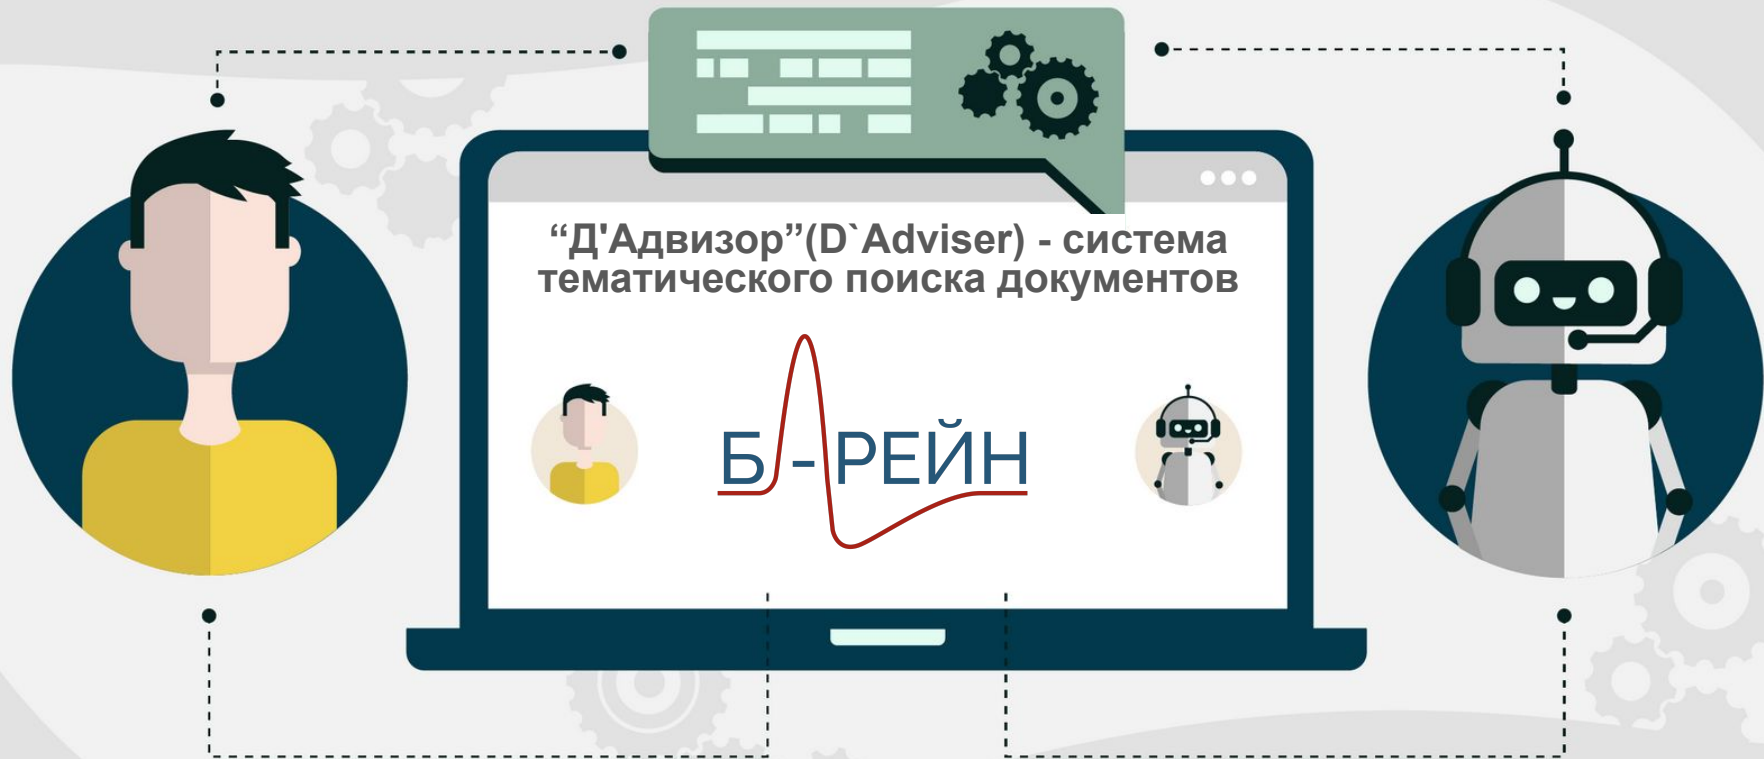 “Д'Адвизор”(D`Adviser) - система
тематического поиска документов
Б-РЕЙН